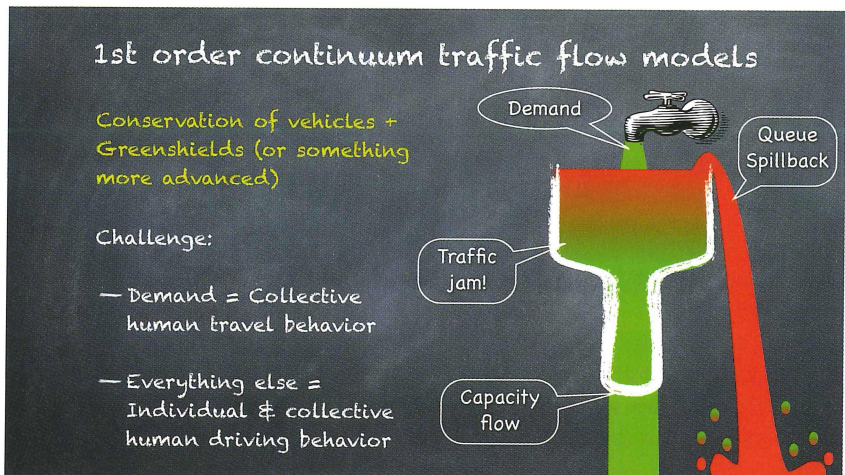 1st order continuum traffic flow models
Conservation of vehicles +
Greenshields (or something
more advanced)
Challenge:
— Demand = Collective
human travel behavior
— Everything else =
Individual & collective
human driving behavior
Demand
Queue
Spillback
Traffic
jam!
Capacity
flow